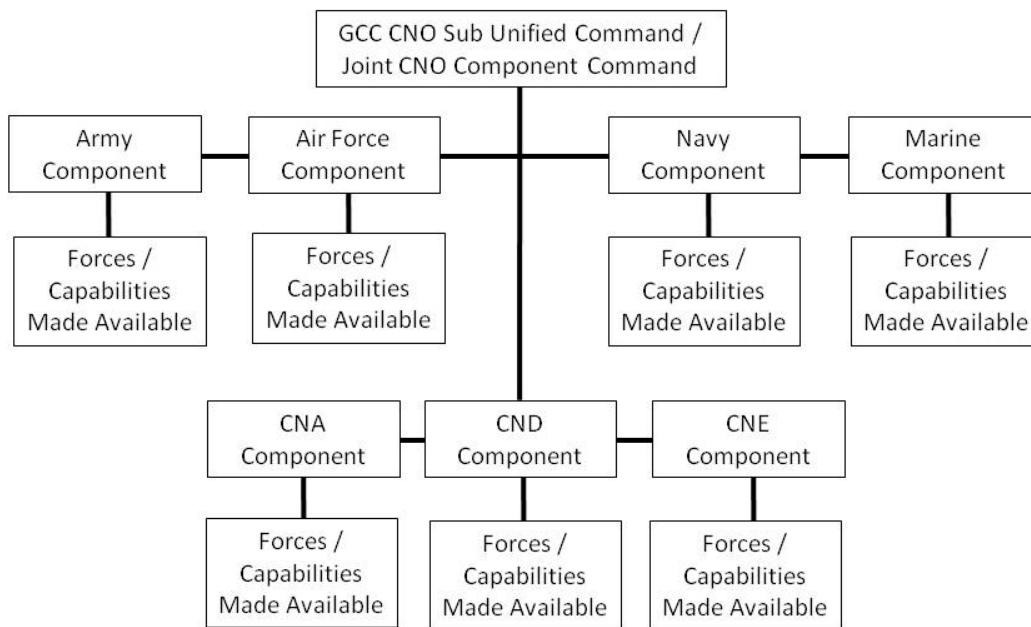 GCC CNO Sub Unified Command /
Joint CNO Component Command
Army
Component
Air Force
Component
Navy
Component
Marine
Component
Forces /
Capabilities
Made Available
Forces /
Capabilities
Made Available
Forces /
Capabilities
Made Available
Forces /
Capabilities
Made Available
CNA
Component
CND
Component
CNE
Component
Forces /
Capabilities
Made Available
Forces /
Capabilities
Made Available
Forces /
Capabilities
Made Available